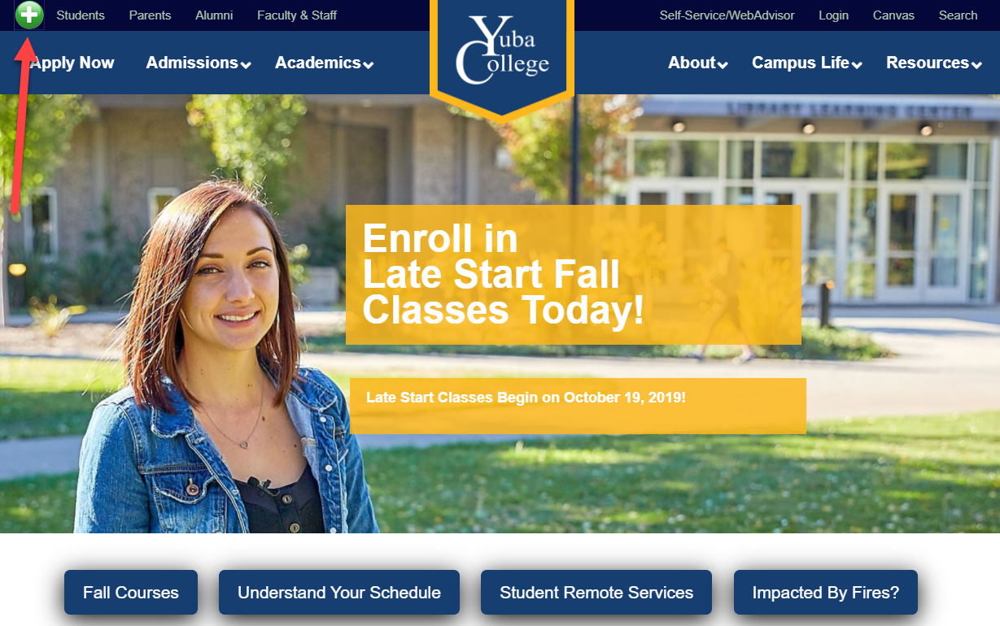 Students Parents Alumni Faculty & Staff Self-Service/WebAdvisor Login Canvas Search
Apply Now Admissions Academics Yuba College About Campus Life Resources
LIBRARY LEARNING CENTER
Enroll in
Late Start Fall
Classes Today!
Late Start Classes Begin on October 19, 2019!
Fall Courses Understand Your Schedule Student Remote Services Impacted By Fires?